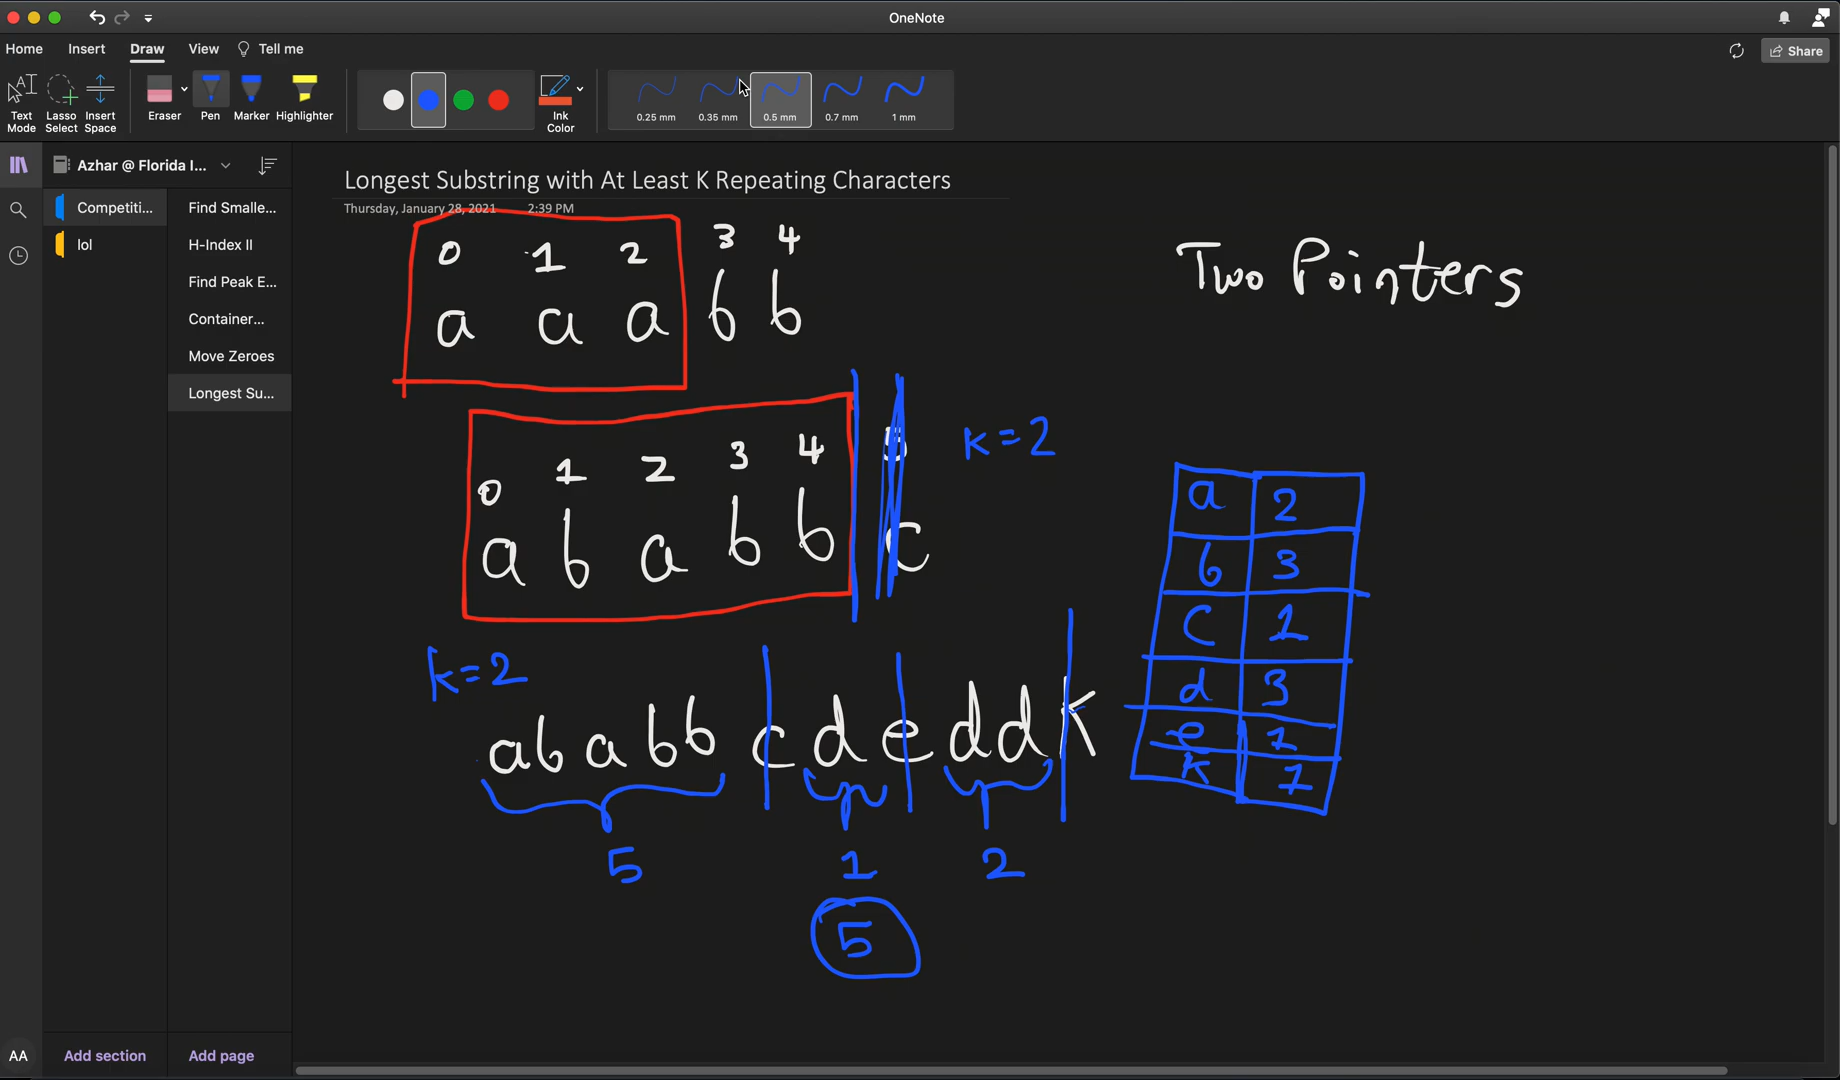 OneNote
Home Insert Draw View Tell me
Share
Text Mode
Lasso Select
Insert Space
Eraser
Pen
Marker
Highlighter
Ink Color
0.25 mm
0.35 mm
0.5 mm
0.7 mm
1 mm
Azhar @ Florida I...
Competiti...
lol
Find Smalle...
H-Index II
Find Peak E...
Container...
Move Zeroes
Longest Su...
Longest Substring with At Least K Repeating Characters
Thursday, January 28, 2021 2:39 PM
0 1 2 3 4
a a a b b
Two Pointers
0 1 2 3 4 5
a b a b b c
K=2
a 2
b 3
c 1
d 3
e 1
k 1
k=2
ababb c d e dd k
5 1 2
5
AA
Add section
Add page